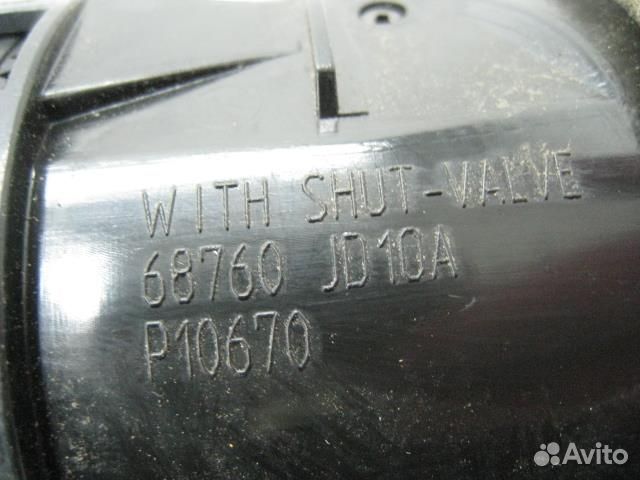 WITH SHUT-VALVE
68760 JD10A
P10670
Avito